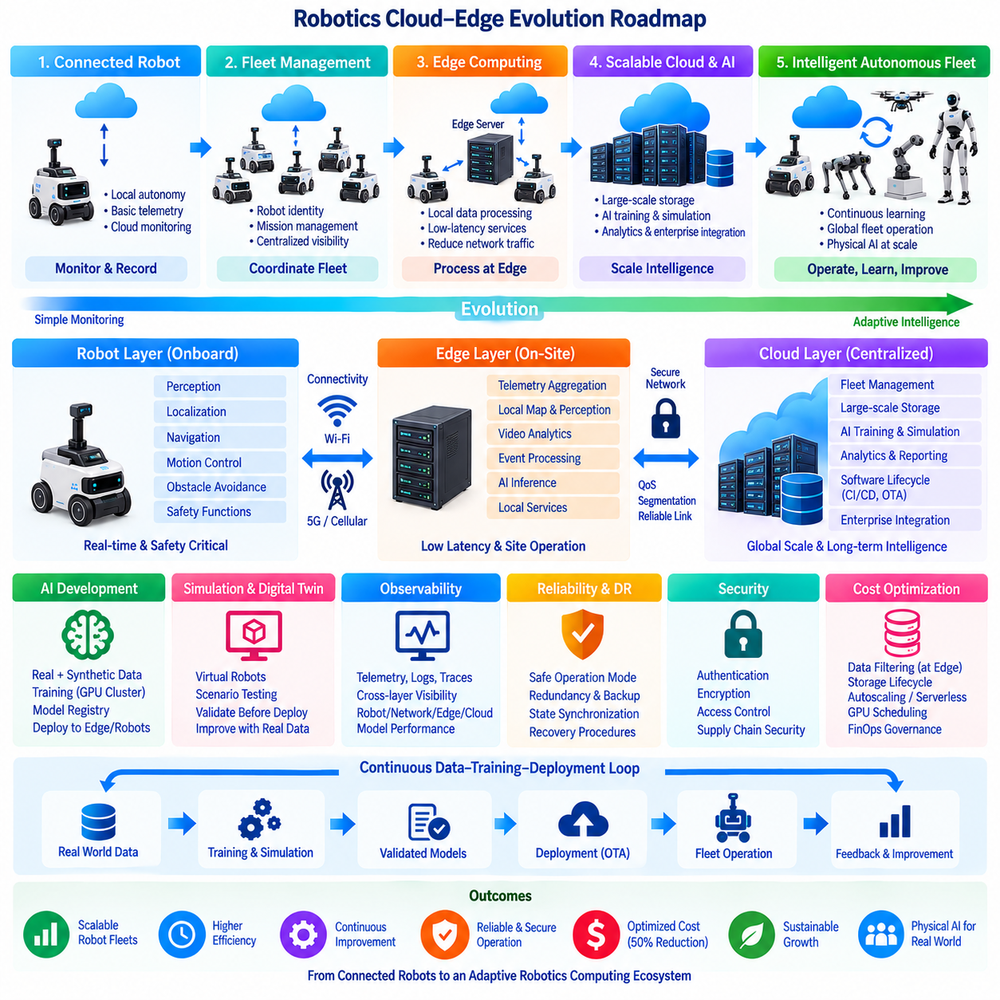 Robotics Cloud–Edge Evolution Roadmap
1. Connected Robot
• Local autonomy
• Basic telemetry
• Cloud monitoring
Monitor & Record
2. Fleet Management
• Robot identity
• Mission management
• Centralized visibility
Coordinate Fleet
3. Edge Computing
Edge Server
• Local data processing
• Low-latency services
• Reduce network traffic
Process at Edge
4. Scalable Cloud & AI
• Large-scale storage
• AI training & simulation
• Analytics & enterprise integration
Scale Intelligence
5. Intelligent Autonomous Fleet
• Continuous learning
• Global fleet operation
• Physical AI at scale
Operate, Learn, Improve
Evolution
Simple Monitoring
Adaptive Intelligence
Robot Layer (Onboard)
Perception
Localization
Navigation
Motion Control
Obstacle Avoidance
Safety Functions
Real-time & Safety Critical
Connectivity
Wi-Fi
5G / Cellular
Edge Layer (On-Site)
Telemetry Aggregation
Local Map & Perception
Video Analytics
Event Processing
AI Inference
Local Services
Low Latency & Site Operation
Secure
Network
QoS
Segmentation
Reliable Link
Cloud Layer (Centralized)
Fleet Management
Large-scale Storage
AI Training & Simulation
Analytics & Reporting
Software Lifecycle
(CI/CD, OTA)
Enterprise Integration
Global Scale & Long-term Intelligence
AI Development
Real + Synthetic Data
Training (GPU Cluster)
Model Registry
Deploy to Edge/Robots
Simulation & Digital Twin
Virtual Robots
Scenario Testing
Validate Before Deploy
Improve with Real Data
Observability
Telemetry, Logs, Traces
Cross-layer Visibility
Robot/Network/Edge/Cloud
Model Performance
Reliability & DR
Safe Operation Mode
Redundancy & Backup
State Synchronization
Recovery Procedures
Security
Authentication
Encryption
Access Control
Supply Chain Security
Cost Optimization
Data Filtering (at Edge)
Storage Lifecycle
Autoscaling / Serverless
GPU Scheduling
FinOps Governance
Continuous Data–Training–Deployment Loop
Real World Data
Training & Simulation
Validated Models
Deployment (OTA)
Fleet Operation
Feedback & Improvement
Outcomes
Scalable
Robot Fleets
Higher
Efficiency
Continuous
Improvement
Reliable & Secure
Operation
Optimized Cost
(50% Reduction)
Sustainable
Growth
Physical AI for
Real World
From Connected Robots to an Adaptive Robotics Computing Ecosystem